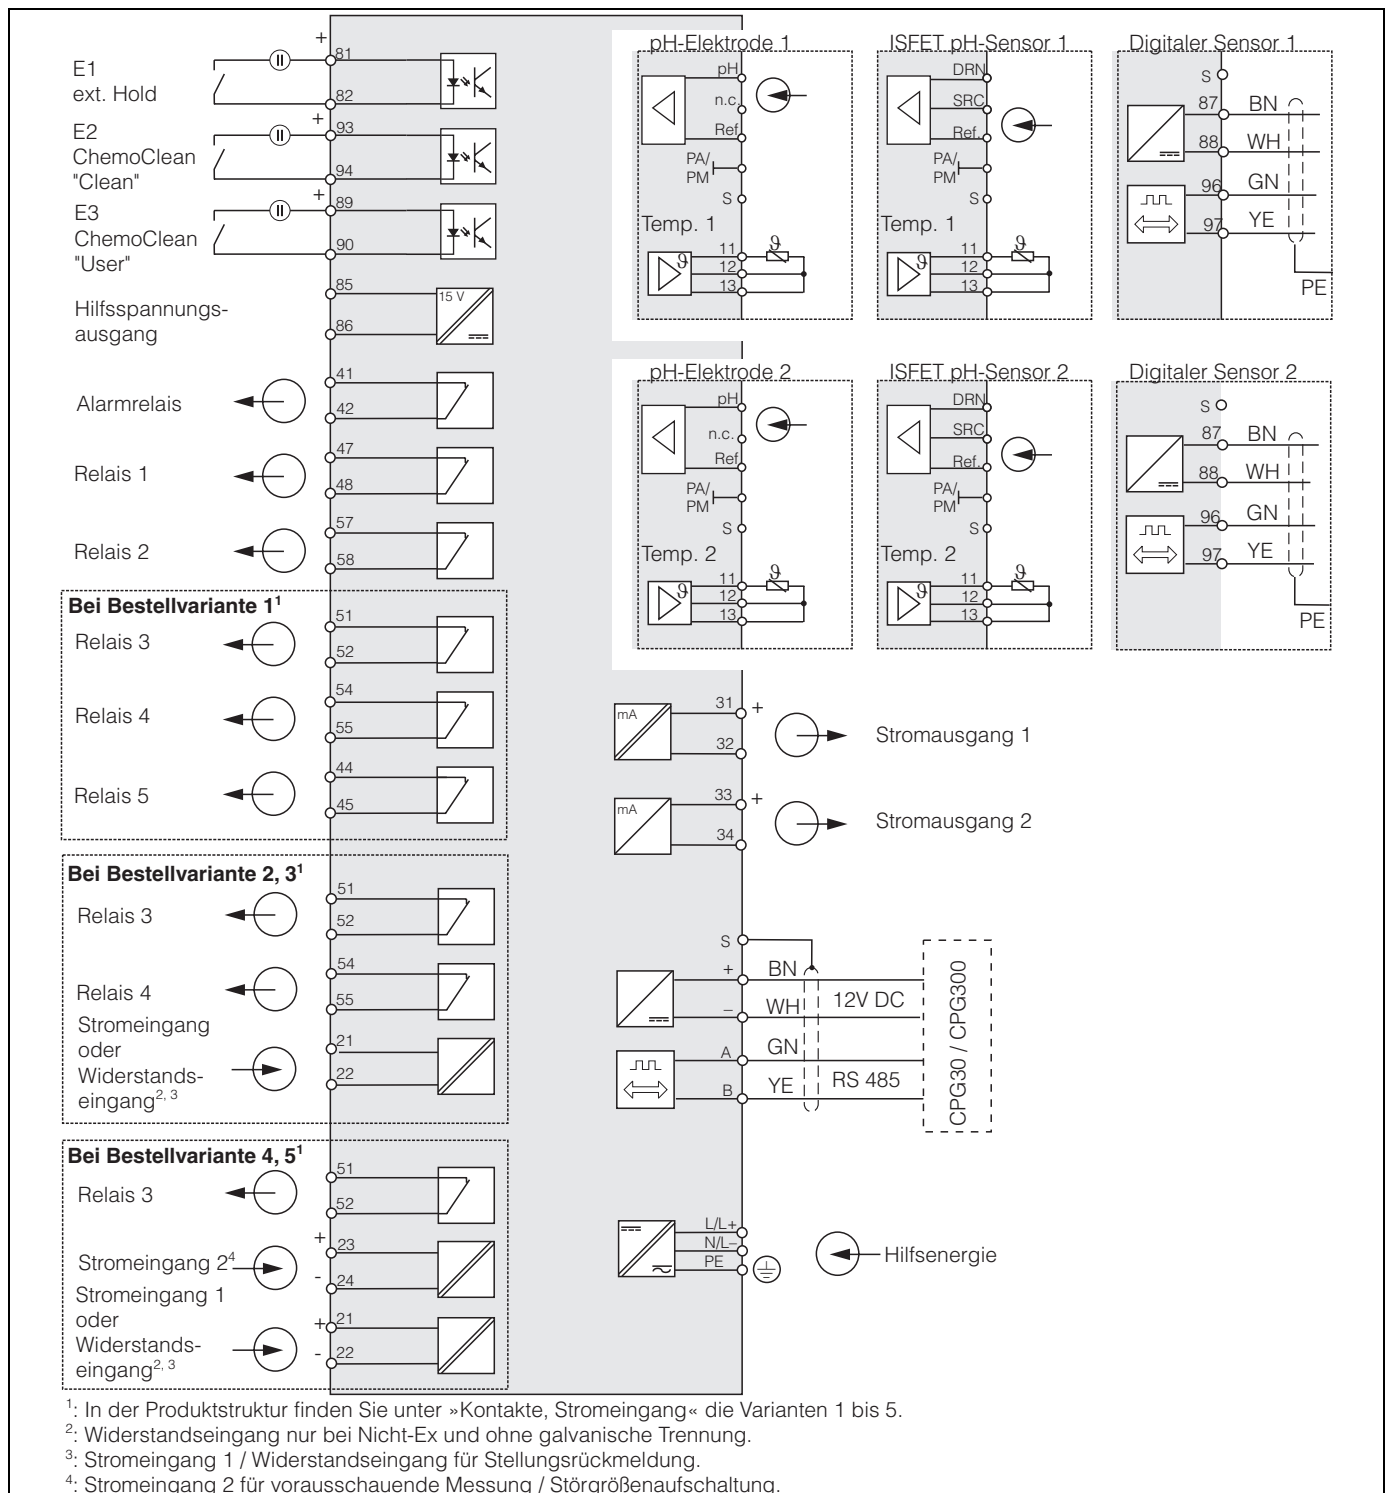 E1
ext. Hold
+
81
82
E2
ChemoClean
"Clean"
+
93
94
E3
ChemoClean
"User"
+
89
90
Hilfsspannungs-
ausgang
85
86
15 V
Alarmrelais
41
42
Relais 1
47
48
Relais 2
57
58
Bei Bestellvariante 1¹
Relais 3
51
52
Relais 4
54
55
Relais 5
44
45
Bei Bestellvariante 2, 3¹
Relais 3
51
52
Relais 4
54
55
Stromeingang
oder
Widerstands-
eingang², ³
21
22
Bei Bestellvariante 4, 5¹
Relais 3
51
52
Stromeingang 2⁴
+
23
-
24
Stromeingang 1
oder
Widerstands-
eingang², ³
+
21
-
22
pH-Elektrode 1
pH
n.c.
Ref
PA/
PM
S
Temp. 1
ϑ
11
12
13
ϑ
ISFET pH-Sensor 1
DRN
SRC
Ref.
PA/
PM
S
Temp. 1
ϑ
11
12
13
ϑ
Digitaler Sensor 1
S
87 BN
88 WH
96 GN
97 YE
PE
pH-Elektrode 2
pH
n.c.
Ref
PA/
PM
S
Temp. 2
ϑ
11
12
13
ϑ
ISFET pH-Sensor 2
DRN
SRC
Ref.
PA/
PM
S
Temp. 2
ϑ
11
12
13
ϑ
Digitaler Sensor 2
S
87 BN
88 WH
96 GN
97 YE
PE
mA
31 +
32
Stromausgang 1
mA
33 +
34
Stromausgang 2
S
+ BN
12V DC
– WH
A GN
RS 485
B YE
CPG30 / CPG300
L/L+
N/L–
PE
Hilfsenergie
¹: In der Produktstruktur finden Sie unter »Kontakte, Stromeingang« die Varianten 1 bis 5.
²: Widerstandseingang nur bei Nicht-Ex und ohne galvanische Trennung.
³: Stromeingang 1 / Widerstandseingang für Stellungsrückmeldung.
⁴: Stromeingang 2 für vorausschauende Messung / Störgrößenaufschaltung.